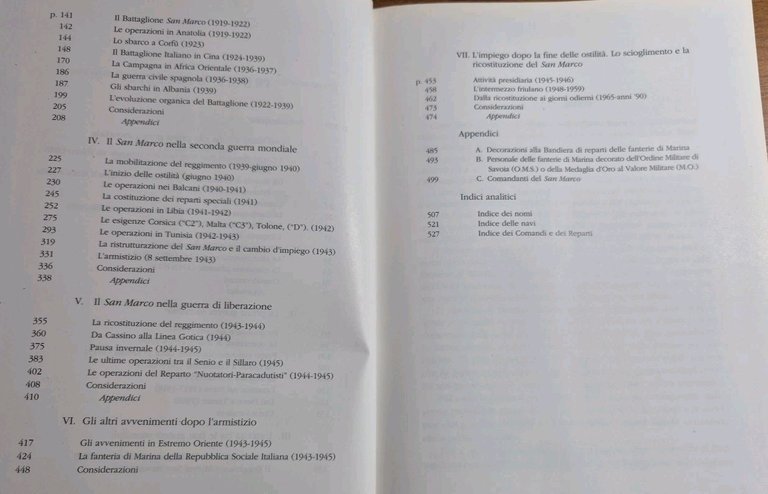 p. 141 Il Battaglione San Marco (1919-1922)
142 Le operazioni in Anatolia (1919-1922)
144 Lo sbarco a Corfù (1923)
148 Il Battaglione Italiano in Cina (1924-1939)
170 La Campagna in Africa Orientale (1936-1937)
186 La guerra civile spagnola (1936-1938)
187 Gli sbarchi in Albania (1939)
199 L'evoluzione organica del Battaglione (1922-1939)
205 Considerazioni
208 Appendici
IV. Il San Marco nella seconda guerra mondiale
225 La mobilitazione del reggimento (1939-giugno 1940)
227 L'inizio delle ostilità (giugno 1940)
230 Le operazioni nei Balcani (1940-1941)
245 La costituzione dei reparti speciali (1941)
252 Le operazioni in Libia (1941-1942)
275 Le esigenze Corsica ("C2"), Malta ("C3"), Tolone, ("D"). (1942)
293 Le operazioni in Tunisia (1942-1943)
319 La ristrutturazione del San Marco e il cambio d'impiego (1943)
331 L'armistizio (8 settembre 1943)
336 Considerazioni
338 Appendici
V. Il San Marco nella guerra di liberazione
355 La ricostituzione del reggimento (1943-1944)
360 Da Cassino alla Linea Gotica (1944)
375 Pausa invernale (1944-1945)
383 Le ultime operazioni tra il Senio e il Sillaro (1945)
402 Le operazioni del Reparto "Nuotatori-Paracadutisti" (1944-1945)
408 Considerazioni
410 Appendici
VI. Gli altri avvenimenti dopo l'armistizio
417 Gli avvenimenti in Estremo Oriente (1943-1945)
424 La fanteria di Marina della Repubblica Sociale Italiana (1943-1945)
448 Considerazioni
VII. L'impiego dopo la fine delle ostilità. Lo scioglimento e la
ricostituzione del San Marco
p. 453 Attività presidiaria (1945-1946)
458 L'intermezzo friulano (1948-1959)
462 Dalla ricostituzione ai giorni odierni (1965-anni '90)
473 Considerazioni
474 Appendici
Appendici
485 A. Decorazioni alla Bandiera di reparti delle fanterie di Marina
493 B. Personale delle fanterie di Marina decorato dell'Ordine Militare di
Savoia (O.M.S.) o della Medaglia d'Oro al Valore Militare (M.O.)
499 C. Comandanti del San Marco
Indici analitici
507 Indice dei nomi
521 Indice delle navi
527 Indice dei Comandi e dei Reparti